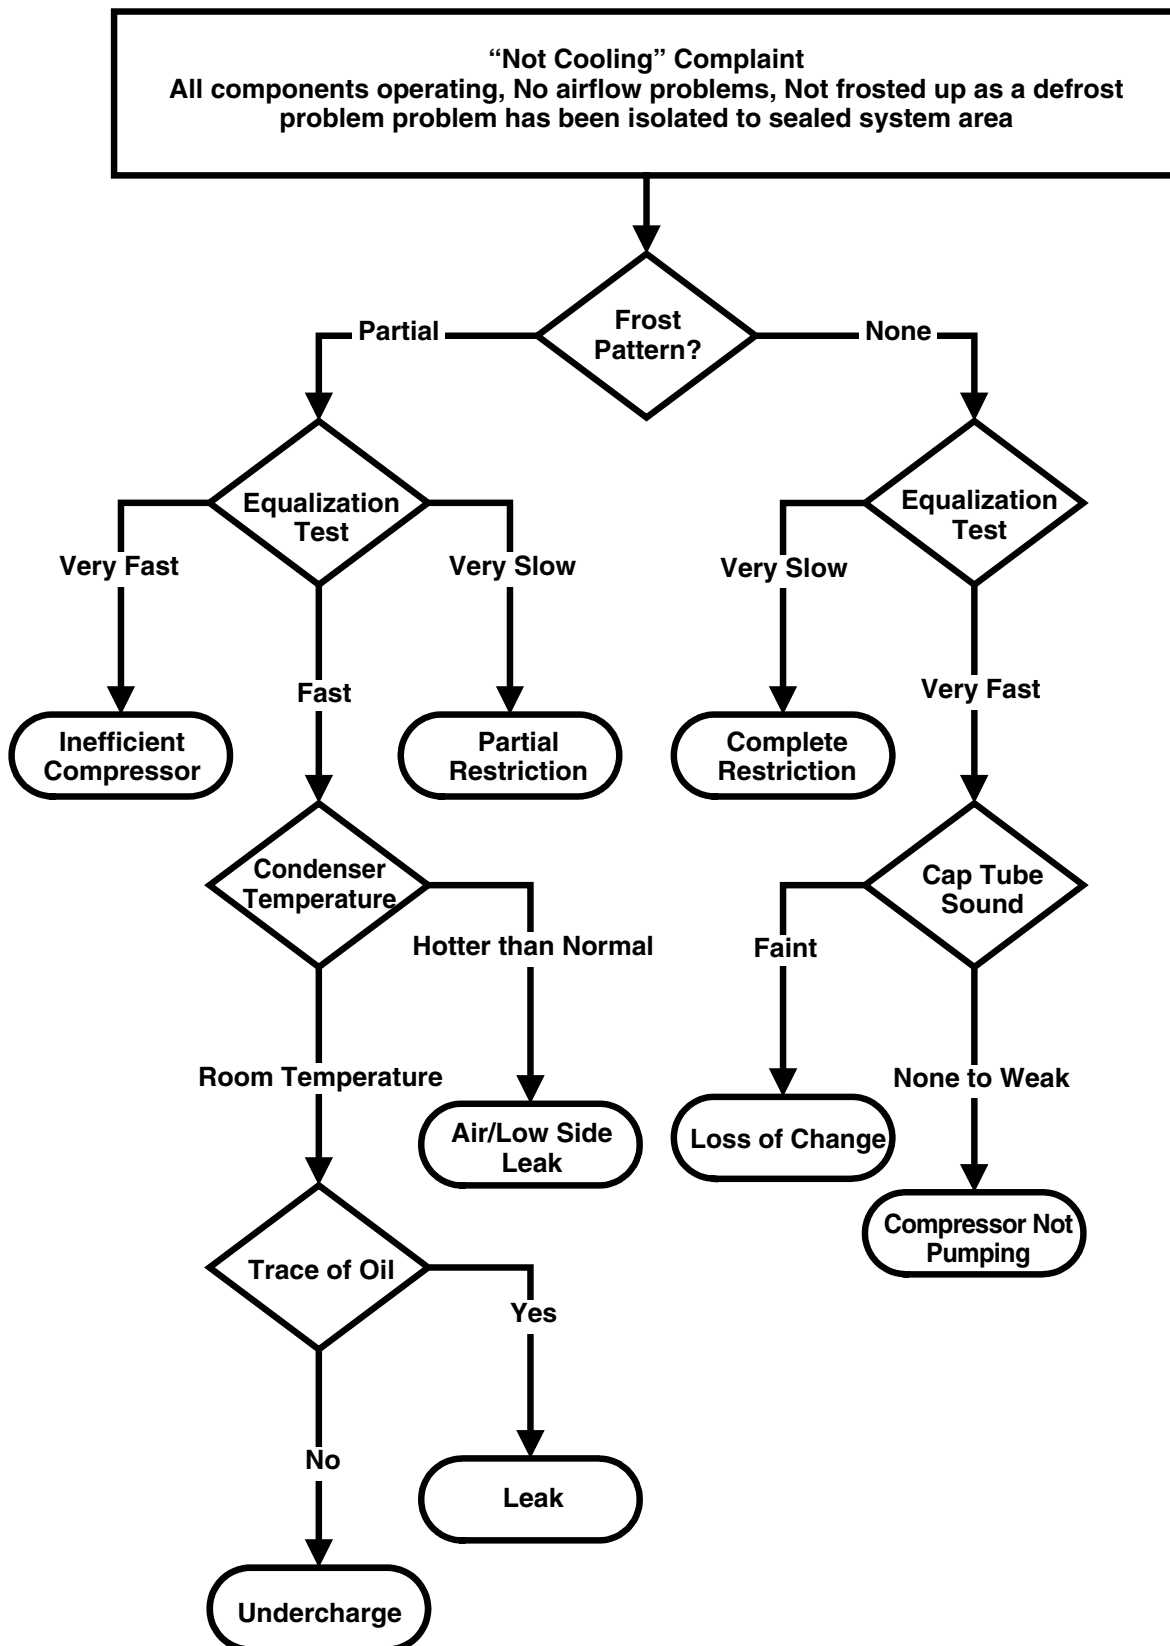 “Not Cooling” Complaint
All components operating, No airflow problems, Not frosted up as a defrost
problem problem has been isolated to sealed system area
Frost
Pattern?
Partial
None
Equalization
Test
Equalization
Test
Very Fast
Very Slow
Very Slow
Fast
Very Fast
Inefficient
Compressor
Partial
Restriction
Complete
Restriction
Condenser
Temperature
Cap Tube
Sound
Hotter than Normal
Faint
Room Temperature
None to Weak
Air/Low Side
Leak
Loss of Change
Compressor Not
Pumping
Trace of Oil
Yes
No
Leak
Undercharge